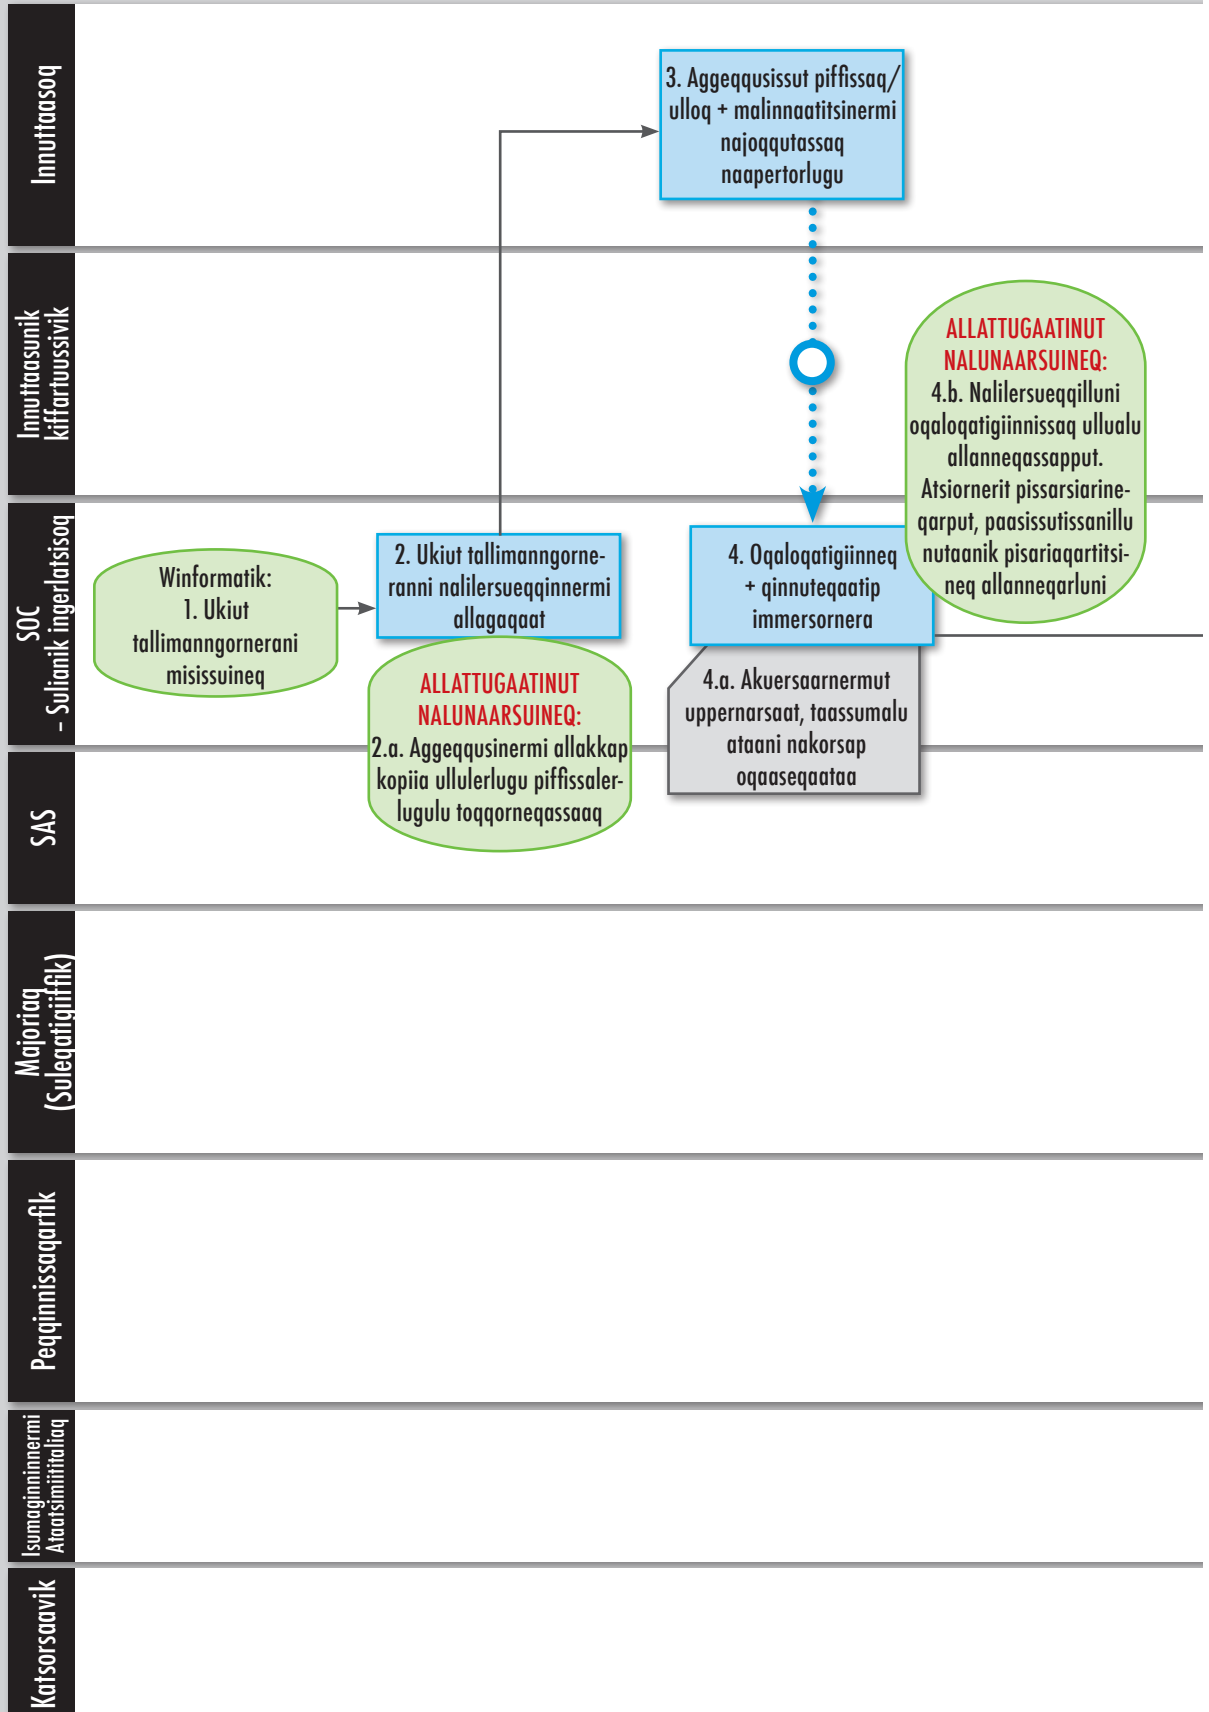 Innuttaasoq
3. Aggeqqusissut piffissaq/
ulloq + malinnaatitsinermi
najoqqutassaq
naapertorlugu
Innuttaasunik
kiffartuussivik
ALLATTUGAATINUT
NALUNAARSUINEQ:
4.b. Nalilersueqqilluni
oqaloqatigiinnissaq ullualu
allanneqassapput.
Atsiornerit pissarsiarine-
qarput, paasissutissanillu
nutaanik pisariaqartitsi-
neq allanneqarluni
SOC
– Sulianik ingerlatsisoq
Winformatik:
1. Ukiut
tallimanngornerani
misissuineq
2. Ukiut tallimanngorne-
ranni nalilersueqqinnermi
allagaqaat
ALLATTUGAATINUT
NALUNAARSUINEQ:
2.a. Aggeqqusinermi allakkap
kopiia ullulerlugu piffissaler-
lugulu toqqorneqassaaq
4. Oqaloqatigiinneq
+ qinnuteqaatip
immersornera
4.a. Akuersaarnermut
uppernarsaat, taassumalu
ataani nakorsap
oqaaseqaataa
SAS
Majoriaq
(Suleqatigiiffik)
Peqqinnissaqarfik
Isumaginninnermi
Ataatsimiititaliaq
Katsorsaavik